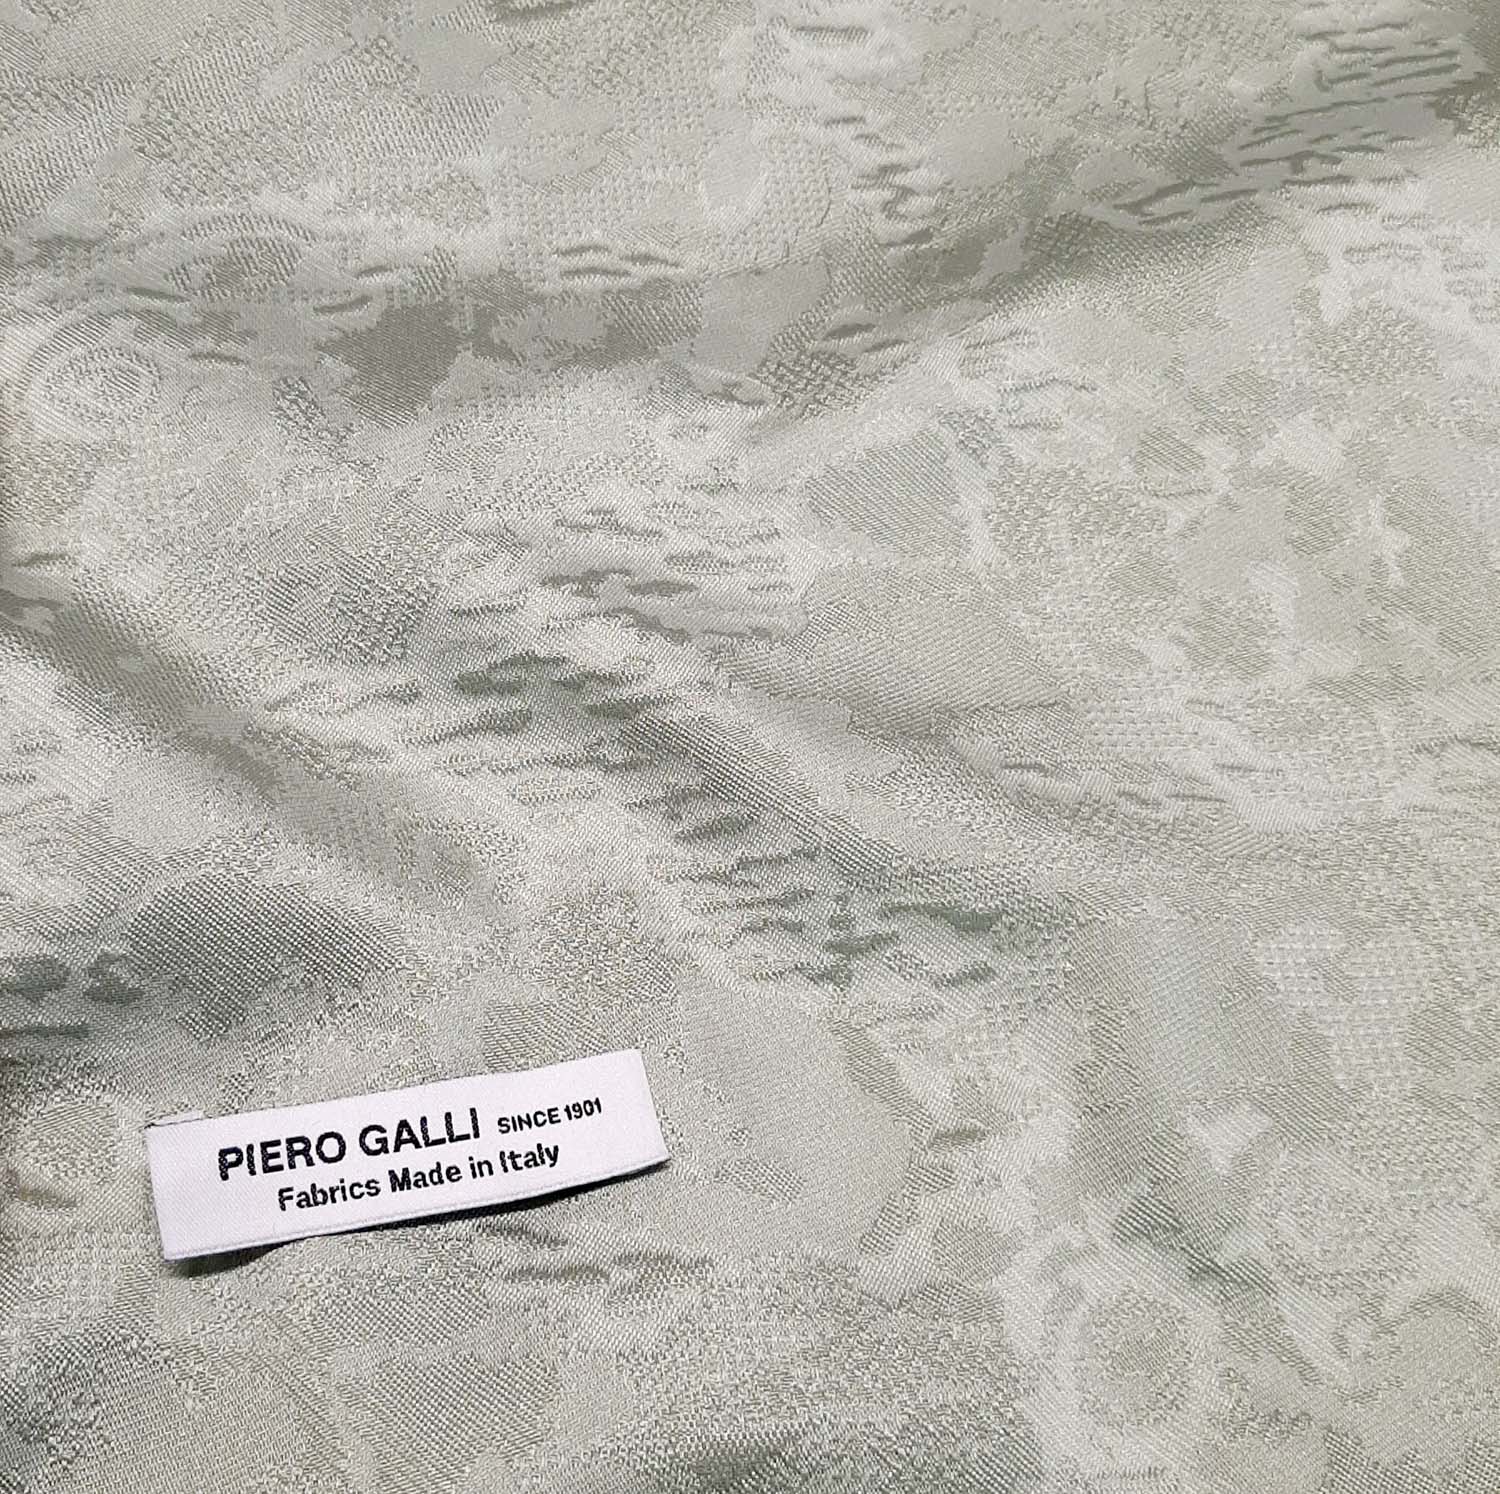 PIERO GALLI SINCE 1901
Fabrics Made in Italy